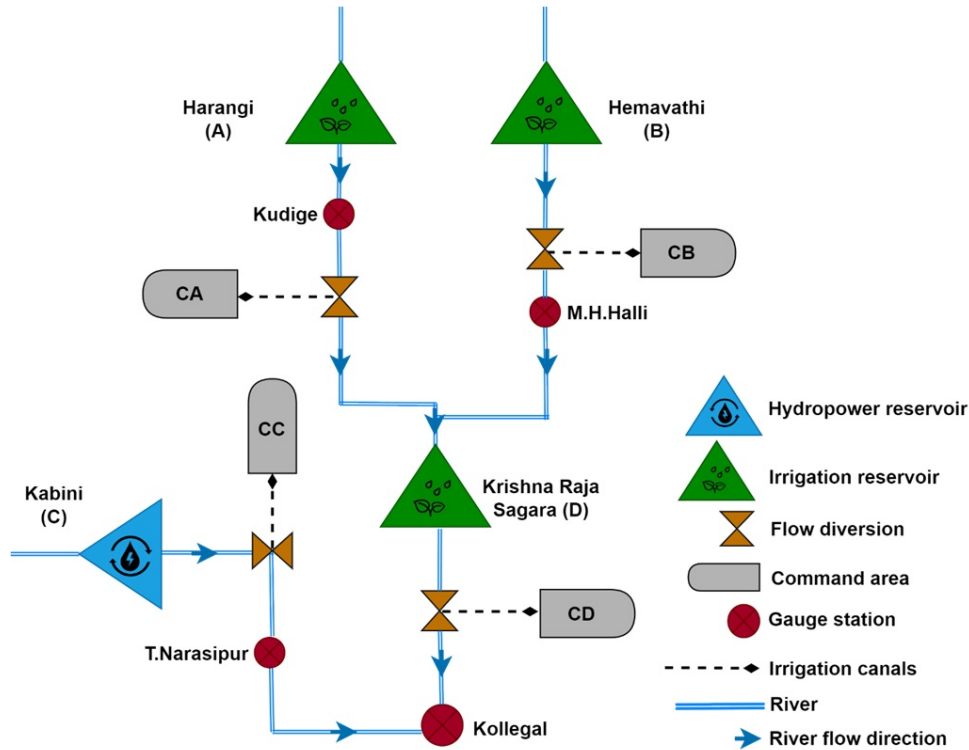 Harangi
(A)
Hemavathi
(B)
Kudige
CA
CB
M.H.Halli
CC
Kabini
(C)
Krishna Raja
Sagara (D)
CD
T.Narasipur
Kollegal
Hydropower reservoir
Irrigation reservoir
Flow diversion
Command area
Gauge station
Irrigation canals
River
River flow direction